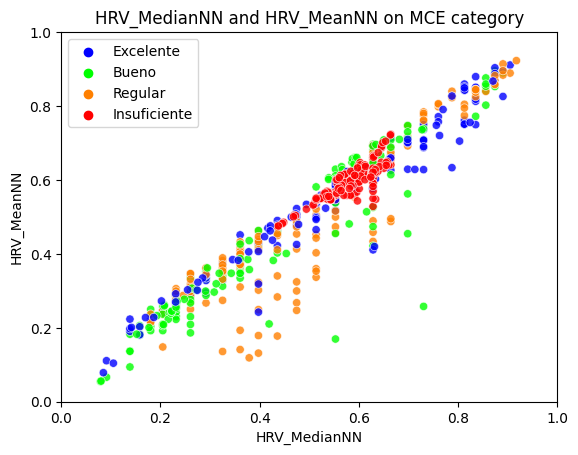 HRV_MedianNN and HRV_MeanNN on MCE category
1.0
Excelente
Bueno
Regular
Insuficiente
0.8
0.6
0.4
0.2
0.0
HRV_MeanNN
0.0 0.2 0.4 0.6 0.8 1.0
HRV_MedianNN